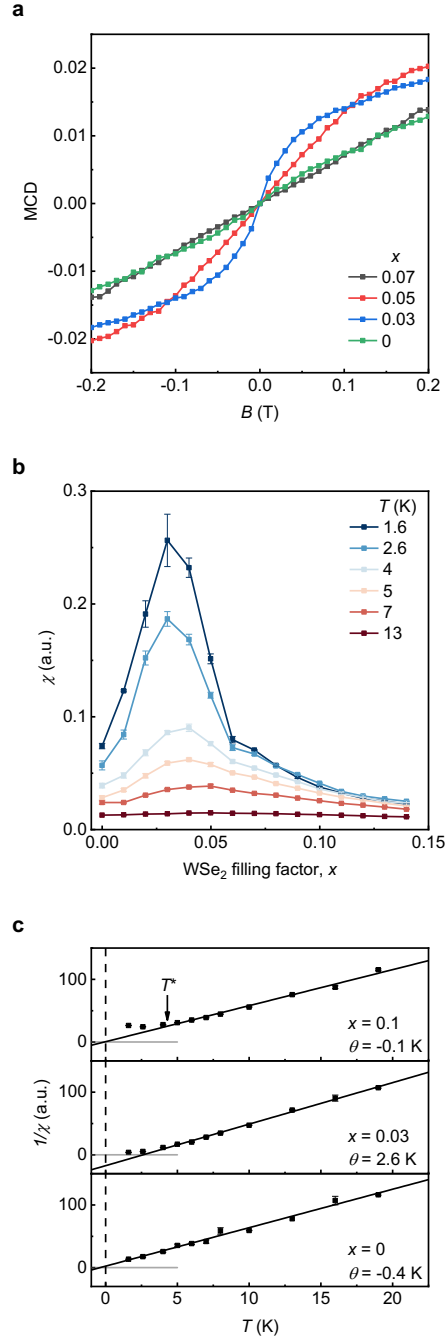 a
0.02
0.01
0.00
-0.01
-0.02
MCD
x
0.07
0.05
0.03
0
-0.2
-0.1
0.0
0.1
0.2
B (T)
b
0.3
0.2
0.1
0.0
χ (a.u.)
T (K)
1.6
2.6
4
5
7
13
0.00
0.05
0.10
0.15
WSe₂ filling factor, x
c
100
0
T*
x = 0.1
θ = -0.1 K
100
0
1/χ (a.u.)
x = 0.03
θ = 2.6 K
100
0
x = 0
θ = -0.4 K
0
5
10
15
20
T (K)